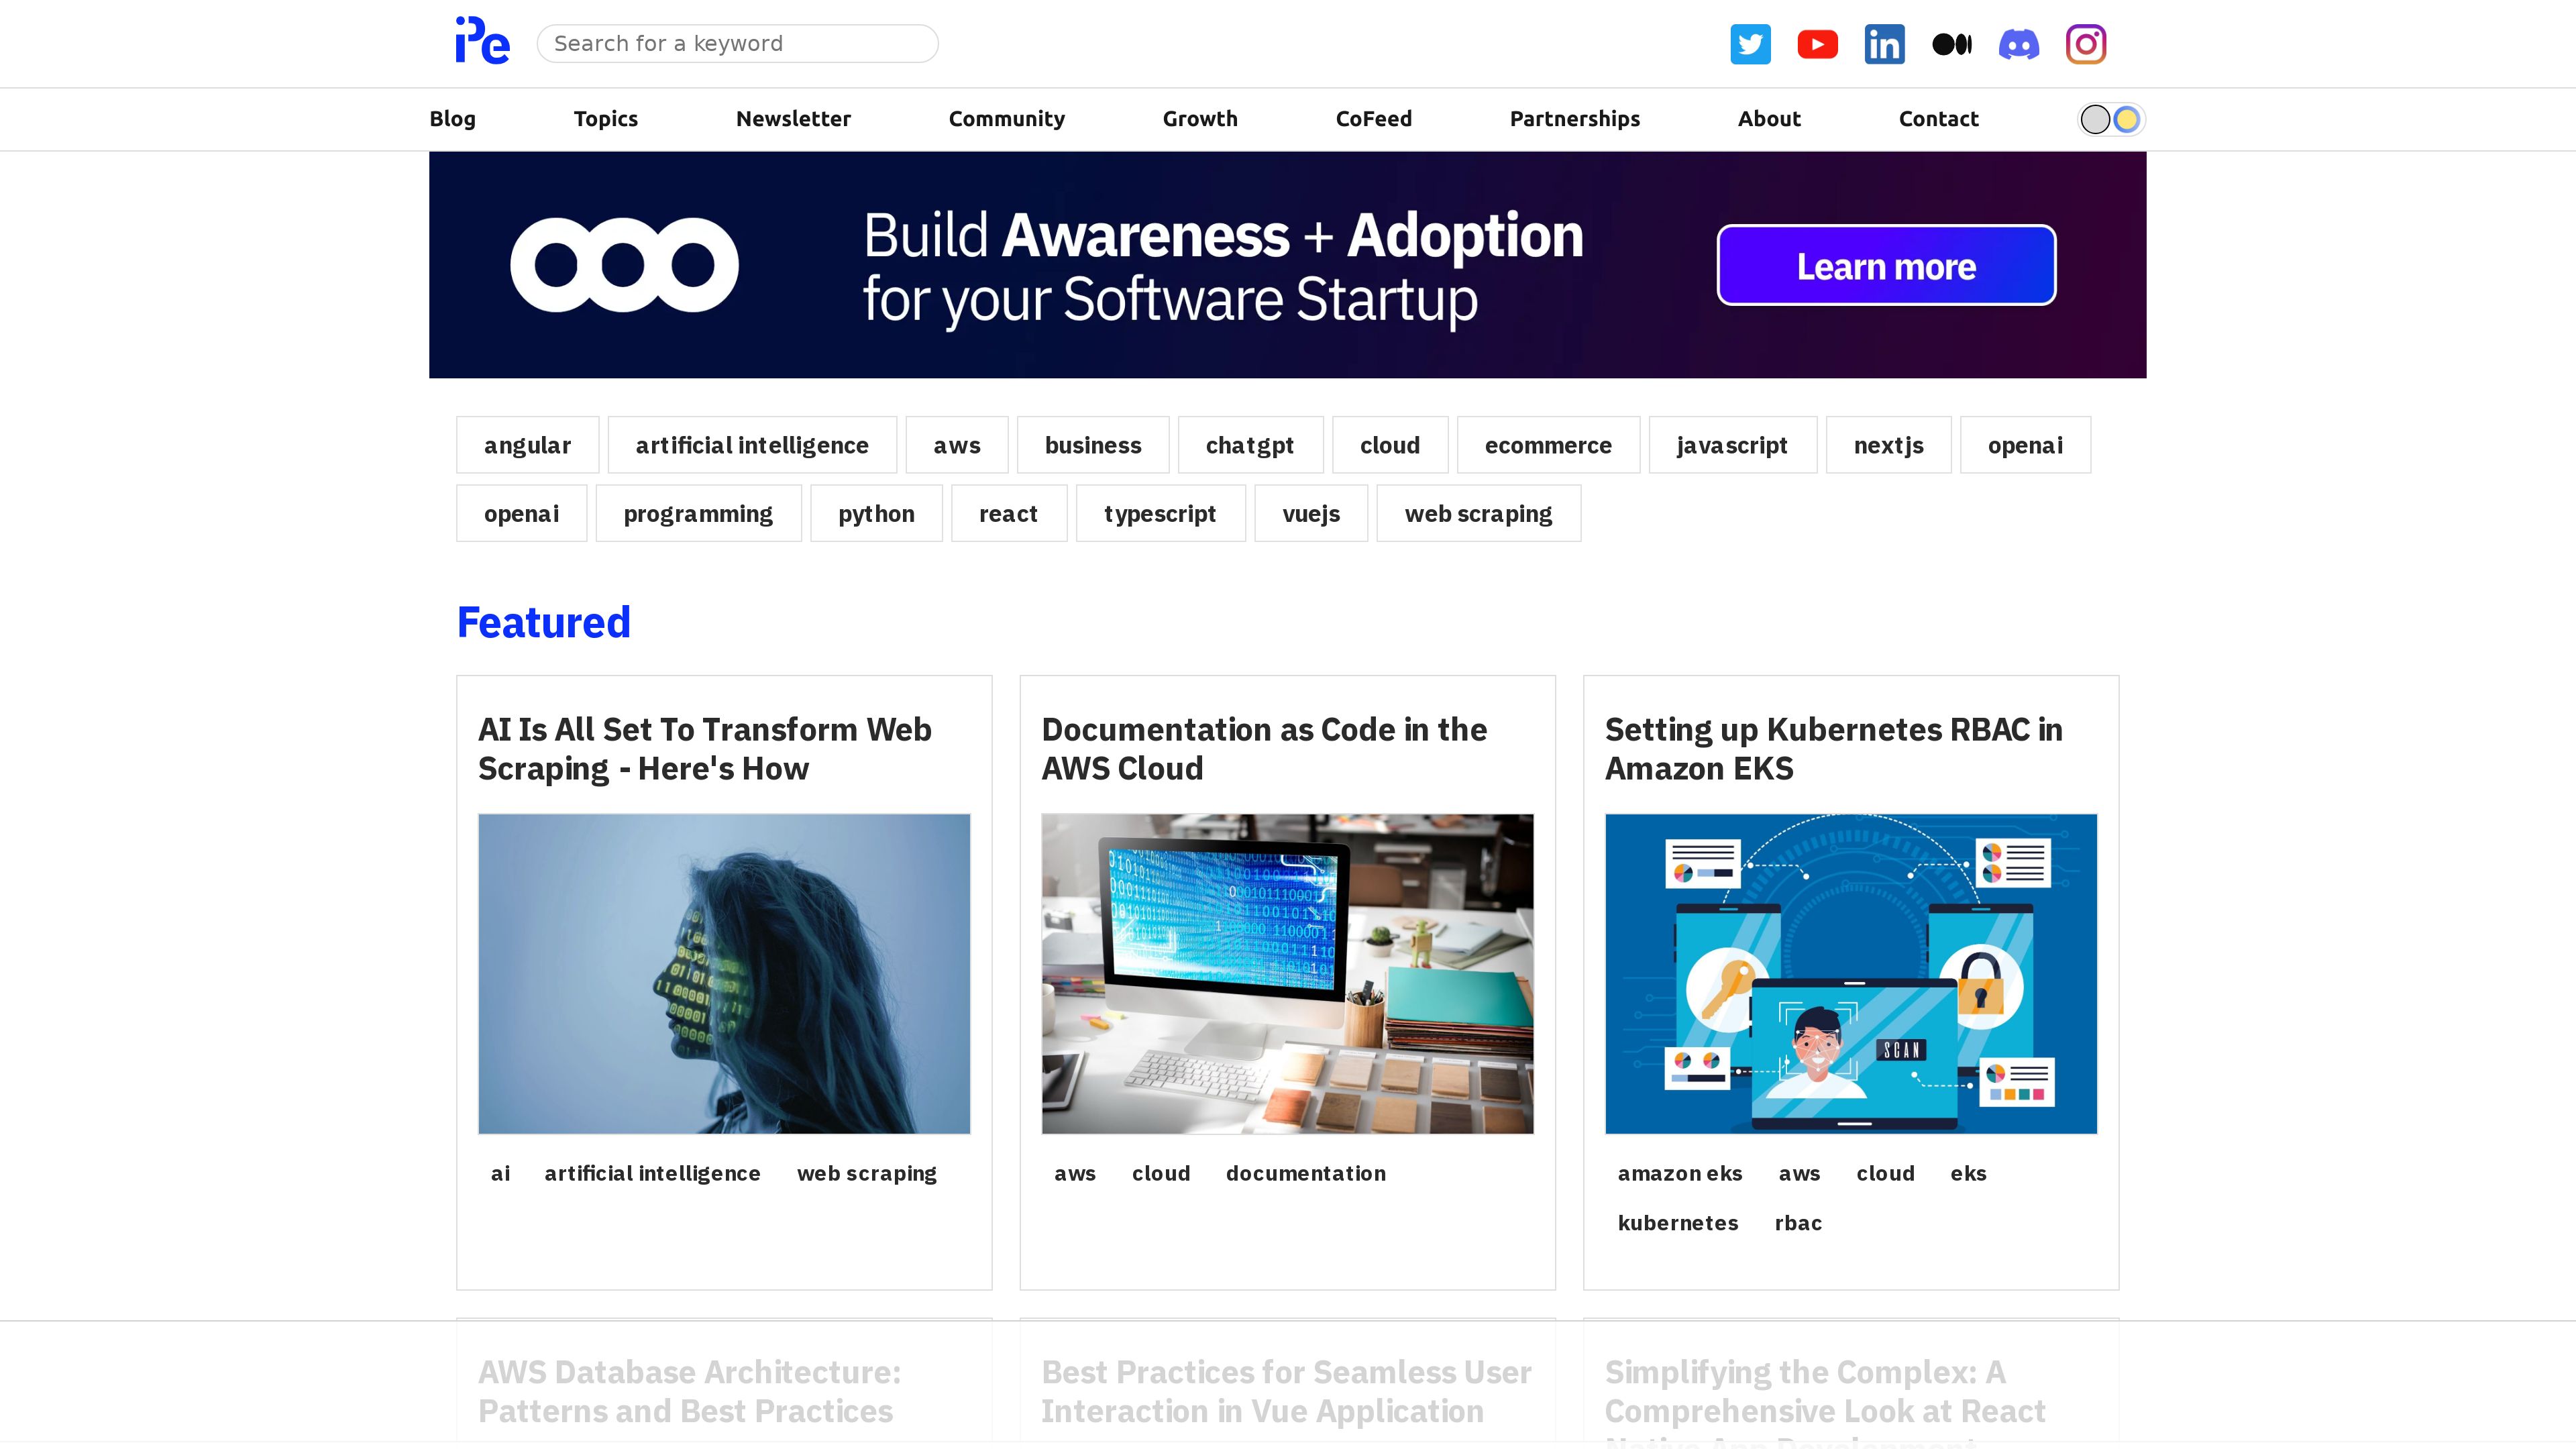 iPe
Search for a keyword
Blog Topics Newsletter Community Growth CoFeed Partnerships About Contact
Build Awareness + Adoption
for your Software Startup
Learn more
angular artificial intelligence aws business chatgpt cloud ecommerce javascript nextjs openai
openai programming python react typescript vuejs web scraping
Featured
AI Is All Set To Transform Web
Scraping - Here's How
ai artificial intelligence web scraping
Documentation as Code in the
AWS Cloud
aws cloud documentation
Setting up Kubernetes RBAC in
Amazon EKS
SCAN
amazon eks aws cloud eks
kubernetes rbac
AWS Database Architecture:
Patterns and Best Practices
Best Practices for Seamless User
Interaction in Vue Application
Simplifying the Complex: A
Comprehensive Look at React
Native App Development